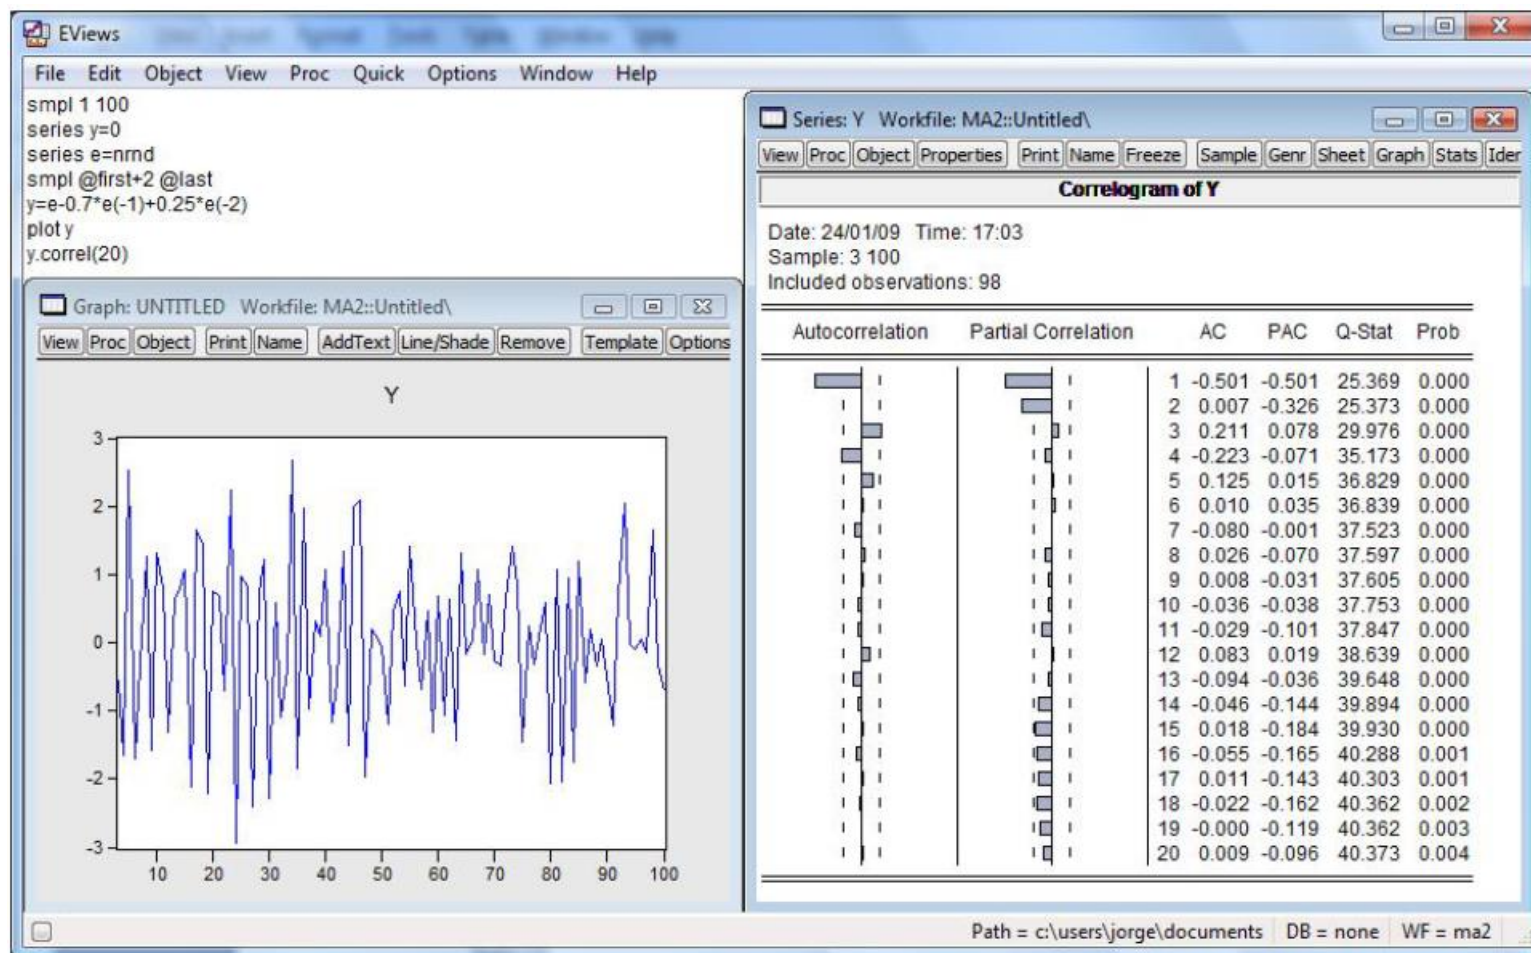 EViews
File Edit Object View Proc Quick Options Window Help
smpl 1 100
series y=0
series e=nrnd
smpl @first+2 @last
y=e-0.7*e(-1)+0.25*e(-2)
plot y
y.correl(20)
Graph: UNTITLED Workfile: MA2::Untitled\
View Proc Object Print Name AddText Line/Shade Remove Template Options
Y
3
2
1
0
-1
-2
-3
10 20 30 40 50 60 70 80 90 100
Series: Y Workfile: MA2::Untitled\
View Proc Object Properties Print Name Freeze Sample Genr Sheet Graph Stats Iden
Correlogram of Y
Date: 24/01/09 Time: 17:03
Sample: 3 100
Included observations: 98
Autocorrelation Partial Correlation AC PAC Q-Stat Prob
1 -0.501 -0.501 25.369 0.000
2 0.007 -0.326 25.373 0.000
3 0.211 0.078 29.976 0.000
4 -0.223 -0.071 35.173 0.000
5 0.125 0.015 36.829 0.000
6 0.010 0.035 36.839 0.000
7 -0.080 -0.001 37.523 0.000
8 0.026 -0.070 37.597 0.000
9 0.008 -0.031 37.605 0.000
10 -0.036 -0.038 37.753 0.000
11 -0.029 -0.101 37.847 0.000
12 0.083 0.019 38.639 0.000
13 -0.094 -0.036 39.648 0.000
14 -0.046 -0.144 39.894 0.000
15 0.018 -0.184 39.930 0.000
16 -0.055 -0.165 40.288 0.001
17 0.011 -0.143 40.303 0.001
18 -0.022 -0.162 40.362 0.002
19 -0.000 -0.119 40.362 0.003
20 0.009 -0.096 40.373 0.004
Path = c:\users\jorge\documents DB = none WF = ma2